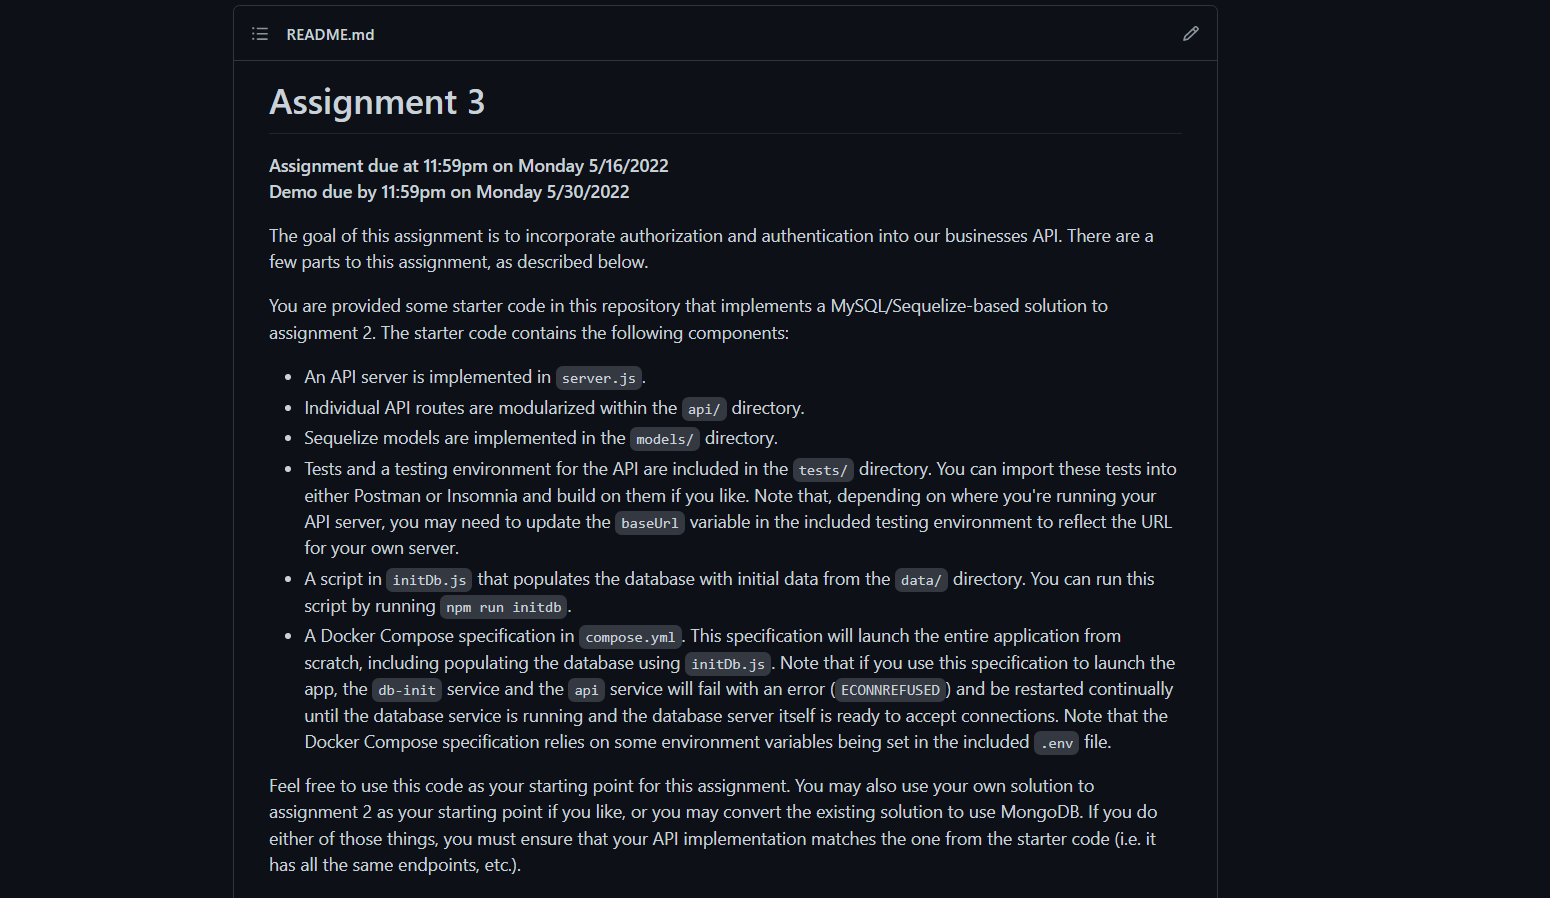 README.md
Assignment 3
Assignment due at 11:59pm on Monday 5/16/2022
Demo due by 11:59pm on Monday 5/30/2022
The goal of this assignment is to incorporate authorization and authentication into our businesses API. There are a
few parts to this assignment, as described below.
You are provided some starter code in this repository that implements a MySQL/Sequelize-based solution to
assignment 2. The starter code contains the following components:
• An API server is implemented in server.js.
• Individual API routes are modularized within the api/ directory.
• Sequelize models are implemented in the models/ directory.
• Tests and a testing environment for the API are included in the tests/ directory. You can import these tests into
either Postman or Insomnia and build on them if you like. Note that, depending on where you're running your
API server, you may need to update the baseUrl variable in the included testing environment to reflect the URL
for your own server.
• A script in initDb.js that populates the database with initial data from the data/ directory. You can run this
script by running npm run initdb.
• A Docker Compose specification in compose.yml. This specification will launch the entire application from
scratch, including populating the database using initDb.js. Note that if you use this specification to launch the
app, the db-init service and the api service will fail with an error (ECONNREFUSED) and be restarted continually
until the database service is running and the database server itself is ready to accept connections. Note that the
Docker Compose specification relies on some environment variables being set in the included .env file.
Feel free to use this code as your starting point for this assignment. You may also use your own solution to
assignment 2 as your starting point if you like, or you may convert the existing solution to use MongoDB. If you do
either of those things, you must ensure that your API implementation matches the one from the starter code (i.e. it
has all the same endpoints, etc.).